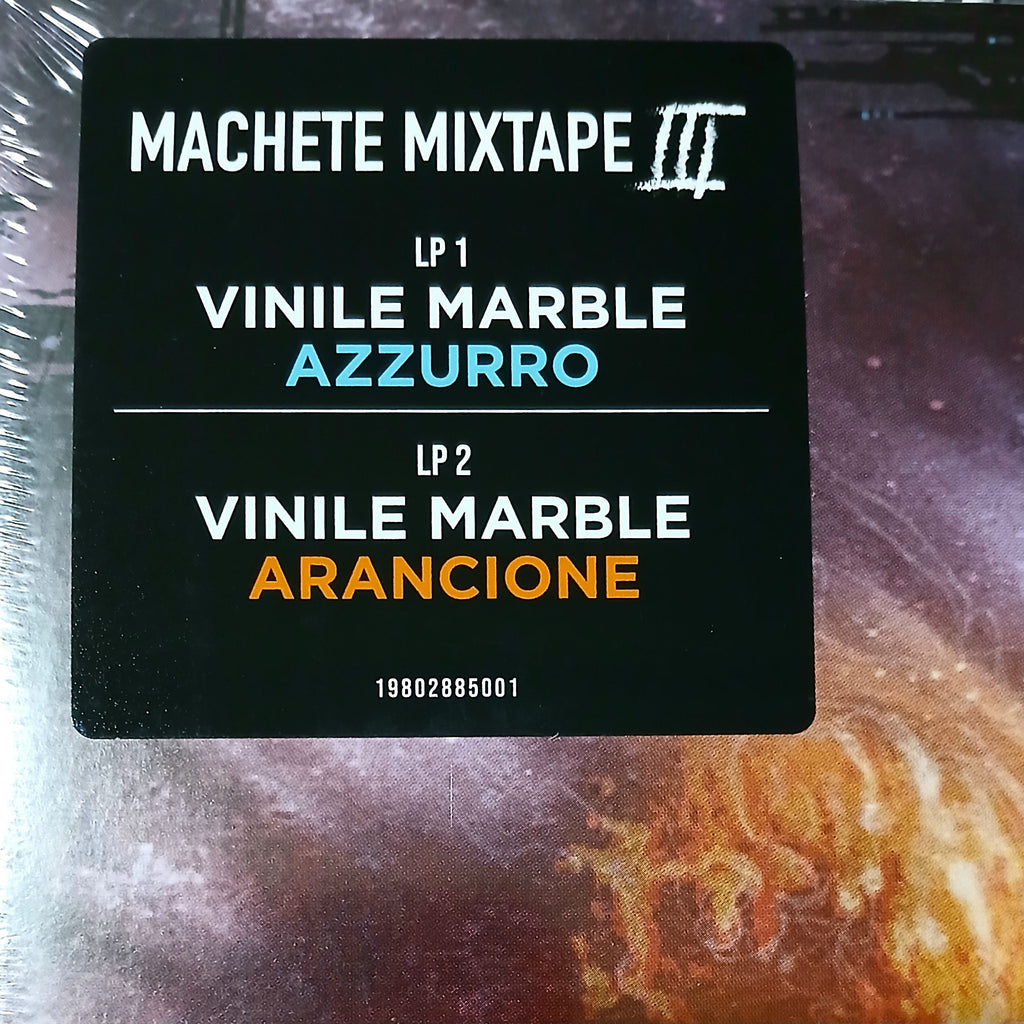 MACHETE MIXTAPE III
LP 1
VINILE MARBLE
AZZURRO
LP 2
VINILE MARBLE
ARANCIONE
19802885001